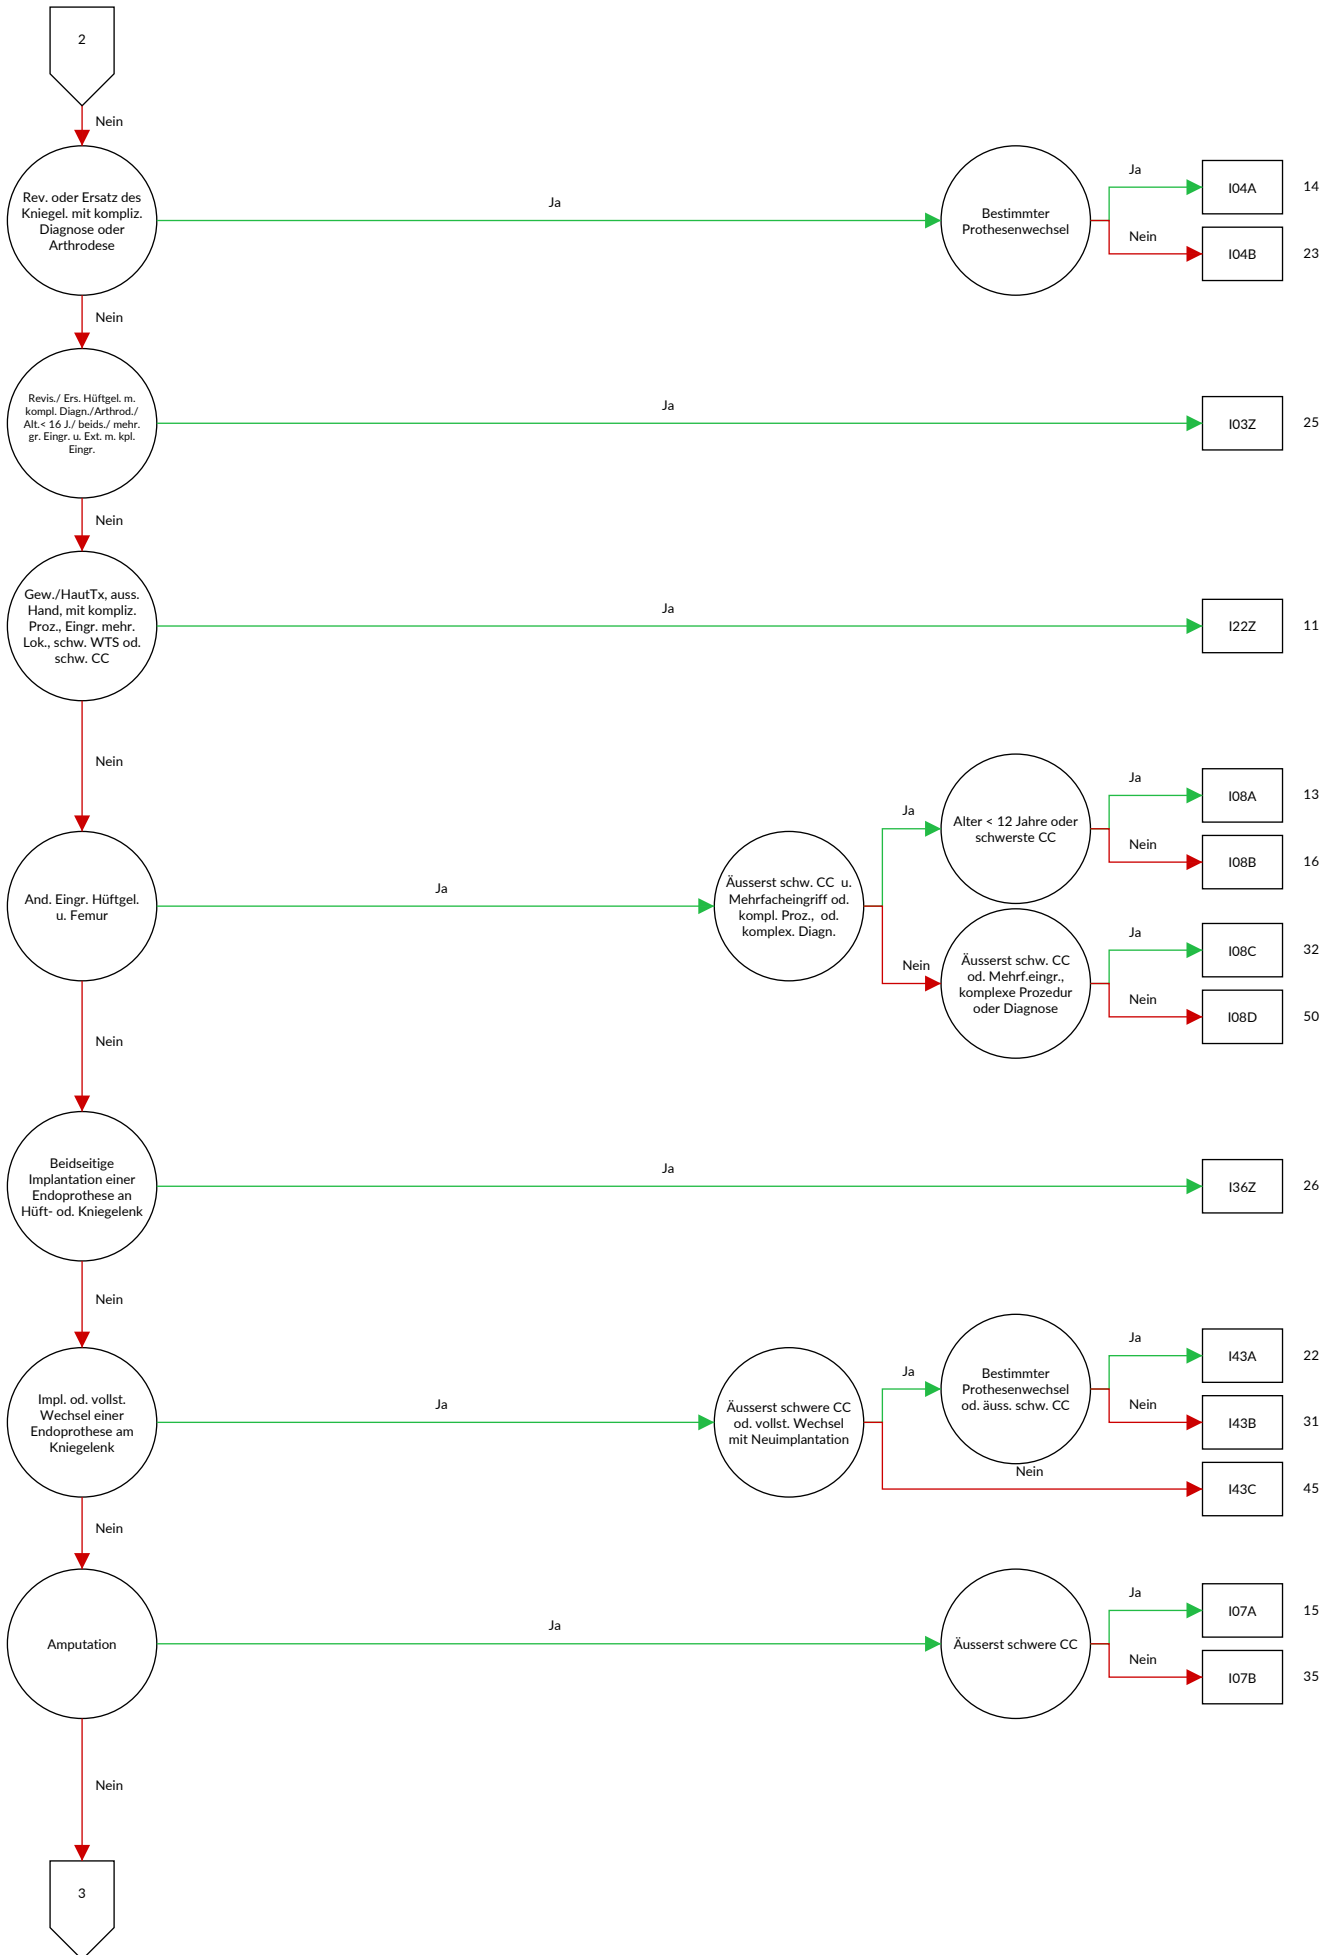 2
Nein
Rev. oder Ersatz des
Kniegel. mit kompliz.
Diagnose oder
Arthrodese
Ja
Bestimmter
Prothesenwechsel
Ja
I04A
14
Nein
I04B
23
Nein
Revis./ Ers. Hüftgel. m.
kompl. Diagn./Arthrod./
Alt.< 16 J./ beids./ mehr.
gr. Eingr. u. Ext. m. kpl.
Eingr.
Ja
I03Z
25
Nein
Gew./HautTx, auss.
Hand, mit kompliz.
Proz., Eingr. mehr.
Lok., schw. WTS od.
schw. CC
Ja
I22Z
11
Nein
And. Eingr. Hüftgel.
u. Femur
Ja
Äusserst schw. CC u.
Mehrfacheingriff od.
kompl. Proz., od.
komplex. Diagn.
Ja
Alter < 12 Jahre oder
schwerste CC
Ja
I08A
13
Nein
I08B
16
Nein
Äusserst schw. CC
od. Mehrf.eingr.,
komplexe Prozedur
oder Diagnose
Ja
I08C
32
Nein
I08D
50
Nein
Beidseitige
Implantation einer
Endoprothese an
Hüft- od. Kniegelenk
Ja
I36Z
26
Nein
Impl. od. vollst.
Wechsel einer
Endoprothese am
Kniegelenk
Ja
Äusserst schwere CC
od. vollst. Wechsel
mit Neuimplantation
Ja
Bestimmter
Prothesenwechsel
od. äuss. schw. CC
Ja
I43A
22
Nein
I43B
31
Nein
I43C
45
Nein
Amputation
Ja
Äusserst schwere CC
Ja
I07A
15
Nein
I07B
35
Nein
3